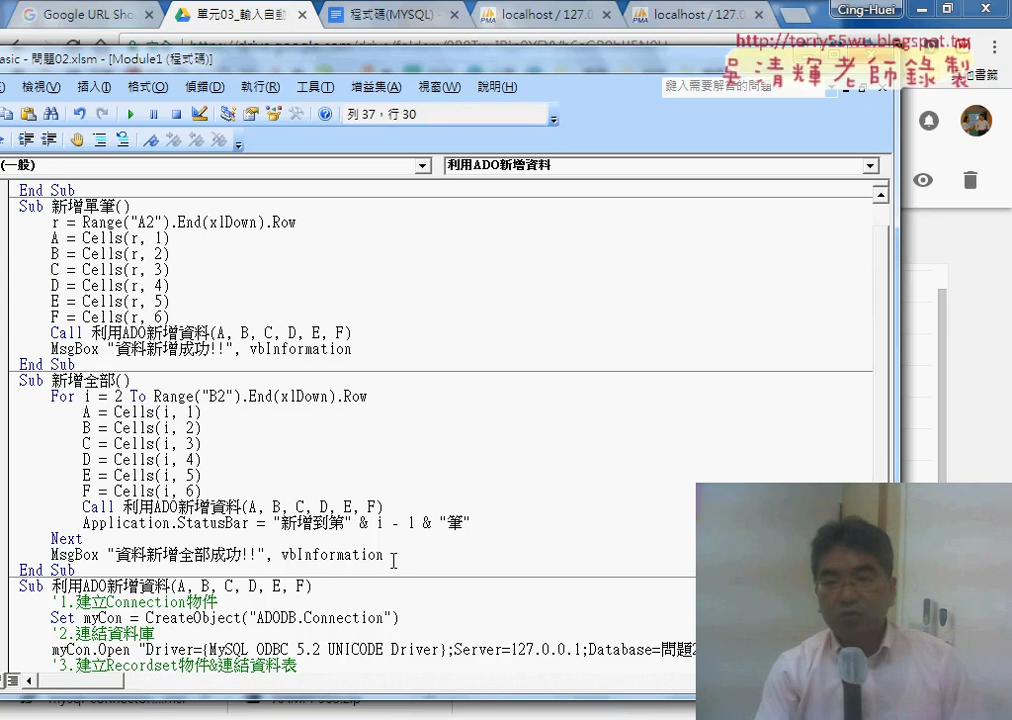 Google URL Sho
單元03_輸入自動
程式碼(MYSQL) -
localhost / 127.0
localhost / 127.0
Cing-Huei
http://terry55wu.blogspot.tw
吳清輝老師錄製
asic - 問題02.xlsm - [Module1 (程式碼)]
檢視(V) 插入(I) 格式(O) 偵錯(D) 執行(R) 工具(T) 增益集(A) 視窗(W) 說明(H)
鍵入需要解答的問題
列 37，行 30
(一般)
利用ADO新增資料
End Sub
Sub 新增單筆()
r = Range("A2").End(xlDown).Row
A = Cells(r, 1)
B = Cells(r, 2)
C = Cells(r, 3)
D = Cells(r, 4)
E = Cells(r, 5)
F = Cells(r, 6)
Call 利用ADO新增資料(A, B, C, D, E, F)
MsgBox "資料新增成功!!", vbInformation
End Sub
Sub 新增全部()
For i = 2 To Range("B2").End(xlDown).Row
A = Cells(i, 1)
B = Cells(i, 2)
C = Cells(i, 3)
D = Cells(i, 4)
E = Cells(i, 5)
F = Cells(i, 6)
Call 利用ADO新增資料(A, B, C, D, E, F)
Application.StatusBar = "新增到第" & i - 1 & "筆"
Next
MsgBox "資料新增全部成功!!", vbInformation
End Sub
Sub 利用ADO新增資料(A, B, C, D, E, F)
'1.建立Connection物件
Set myCon = CreateObject("ADODB.Connection")
'2.連結資料庫
myCon.Open "Driver={MySQL ODBC 5.2 UNICODE Driver};Server=127.0.0.1;Database=問題2
'3.建立Recordset物件&連結資料表